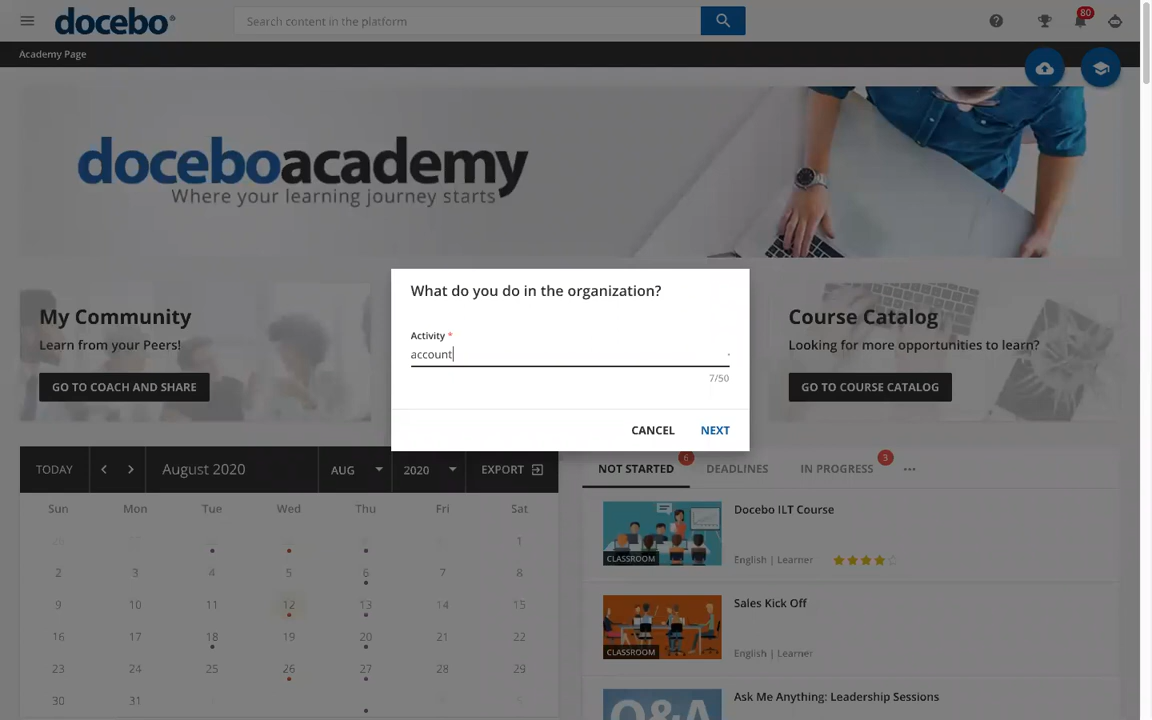 docebo®
Search content in the platform
80
Academy Page
doceboacademy
Where your learning journey starts
What do you do in the organization?
Activity *
account
7/50
CANCEL
NEXT
My Community
Learn from your Peers!
GO TO COACH AND SHARE
Course Catalog
Looking for more opportunities to learn?
GO TO COURSE CATALOG
TODAY
August 2020
AUG
2020
EXPORT
Sun Mon Tue Wed Thu Fri Sat
1
2 3 4 5 6 7 8
9 10 11 12 13 14 15
16 17 18 19 20 21 22
23 24 25 26 27 28 29
30 31
NOT STARTED 6
DEADLINES
IN PROGRESS 3
Docebo ILT Course
CLASSROOM
English | Learner
Sales Kick Off
CLASSROOM
English | Learner
Ask Me Anything: Leadership Sessions
Q&A